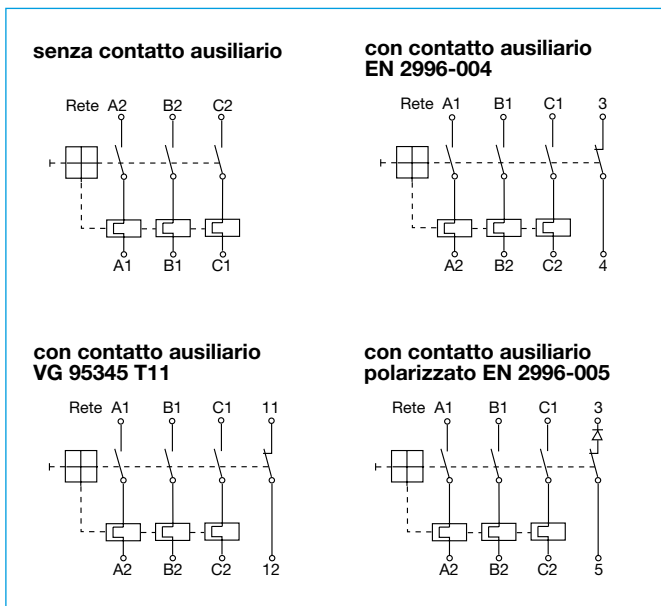 senza contatto ausiliario
Rete A2 B2 C2
A1 B1 C1
con contatto ausiliario
EN 2996-004
Rete A1 B1 C1 3
A2 B2 C2 4
con contatto ausiliario
VG 95345 T11
Rete A1 B1 C1 11
A2 B2 C2 12
con contatto ausiliario
polarizzato EN 2996-005
Rete A1 B1 C1 3
A2 B2 C2 5